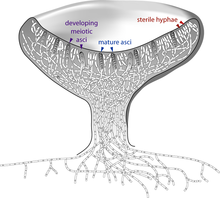 developing
meiotic
asci
mature asci
sterile hyphae